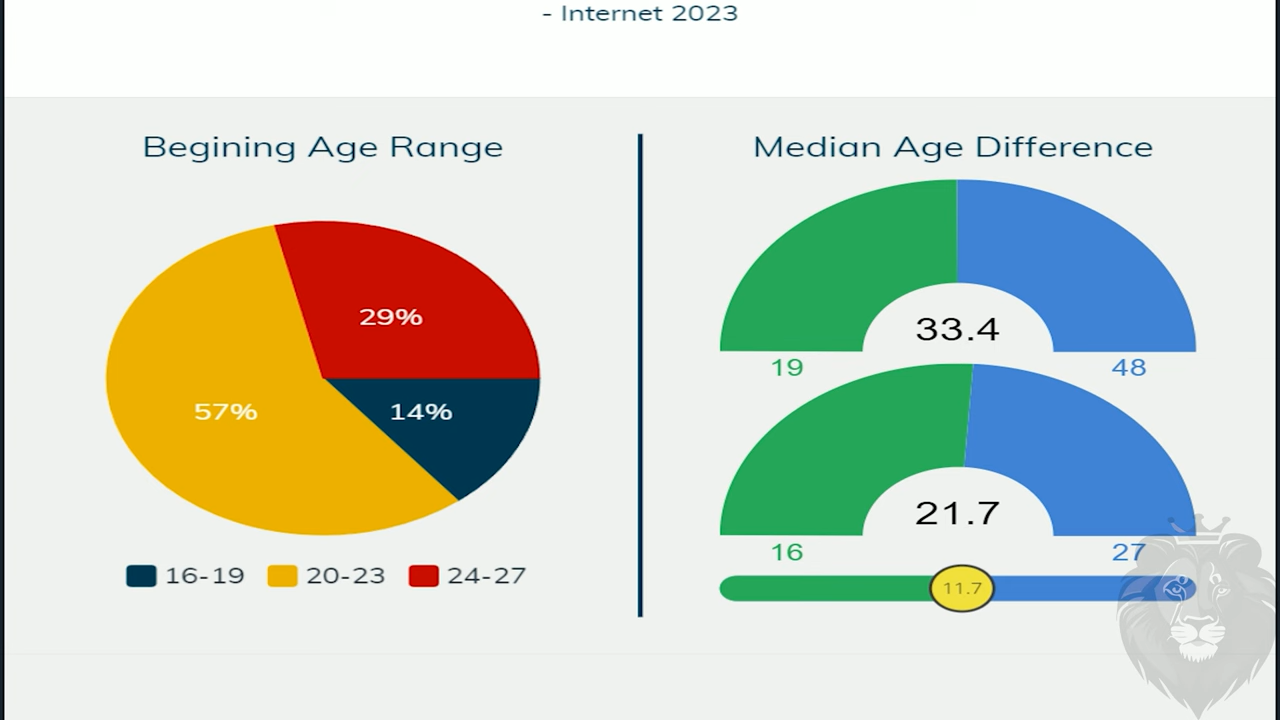 - Internet 2023
Begining Age Range
29%
57%
14%
16-19 20-23 24-27
Median Age Difference
33.4
19 48
21.7
16 27
11.7